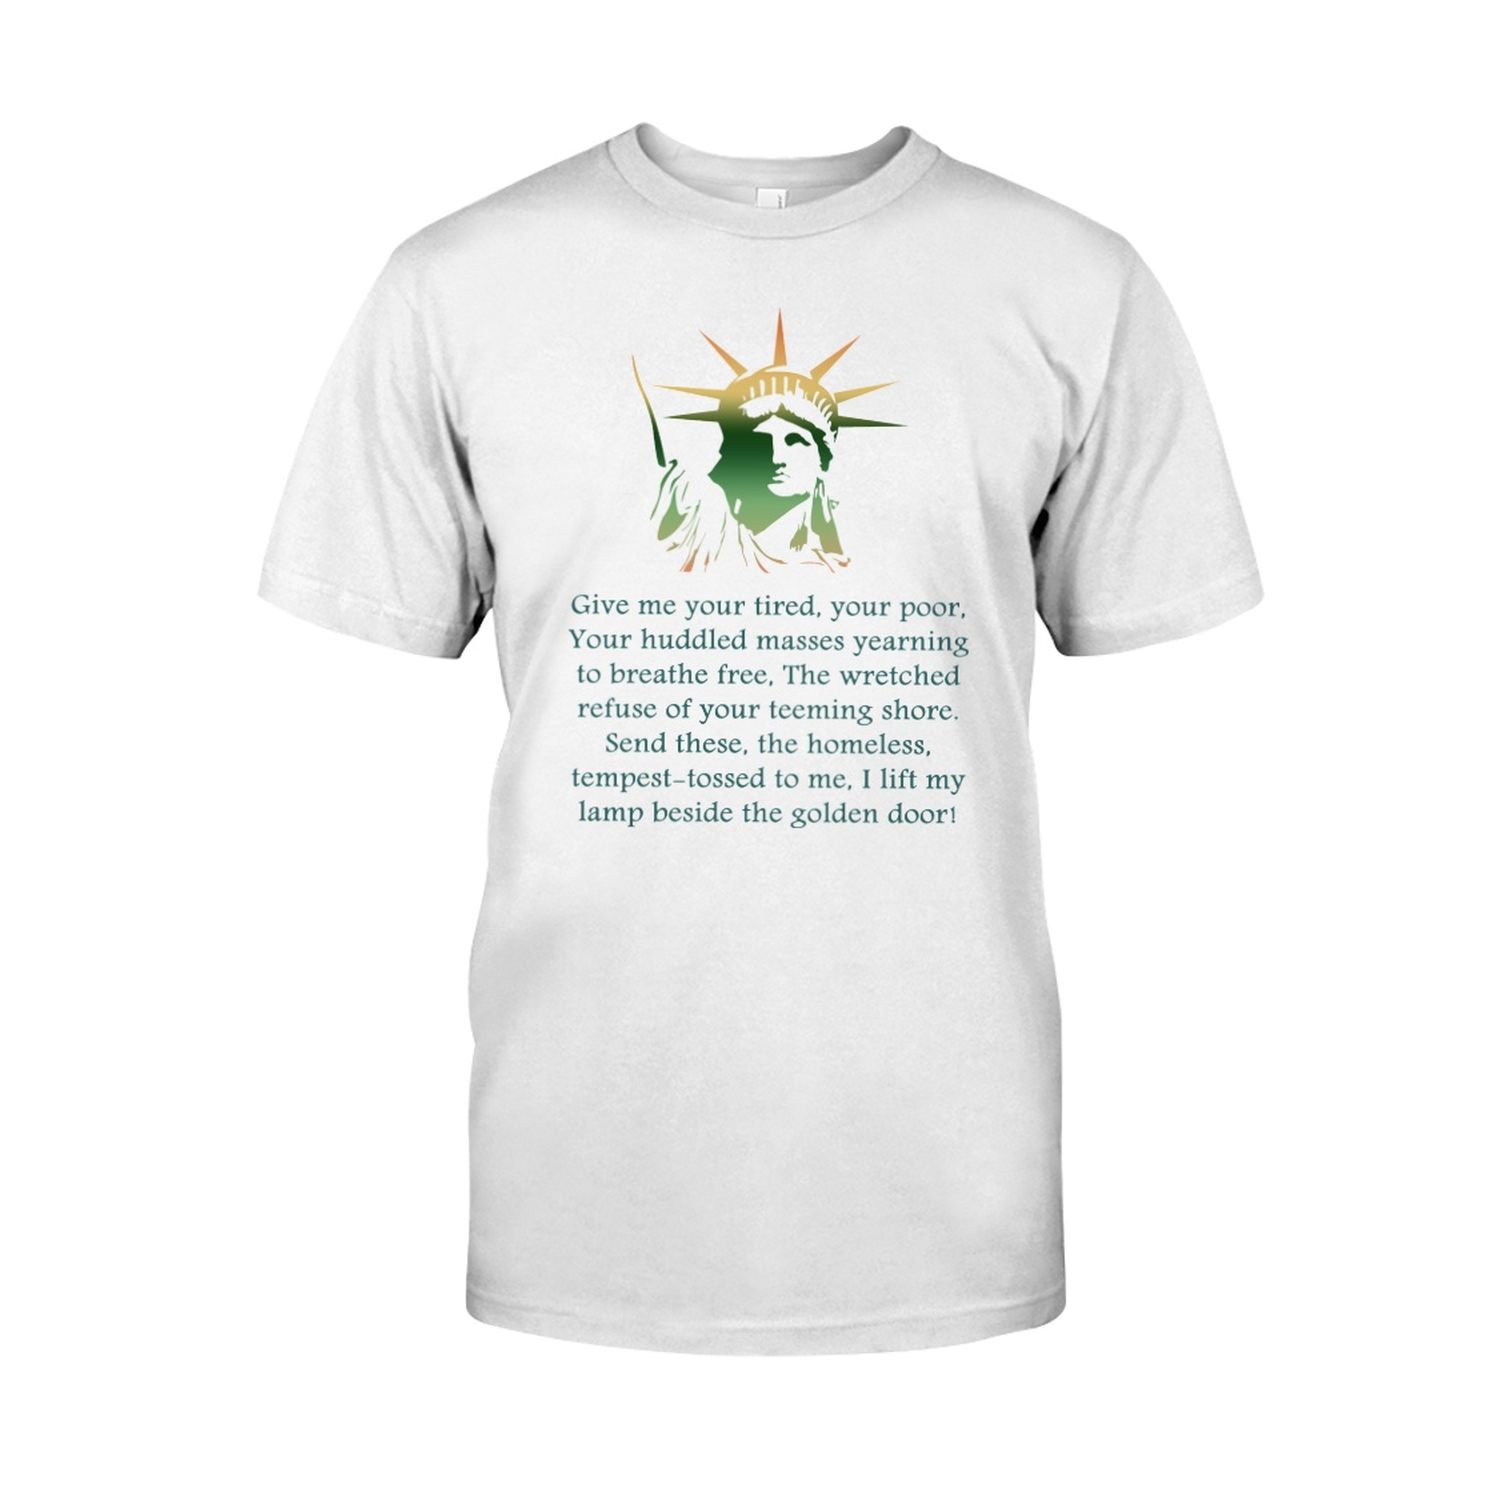 Give me your tired, your poor,
Your huddled masses yearning
to breathe free, The wretched
refuse of your teeming shore.
Send these, the homeless,
tempest-tossed to me, I lift my
lamp beside the golden door!